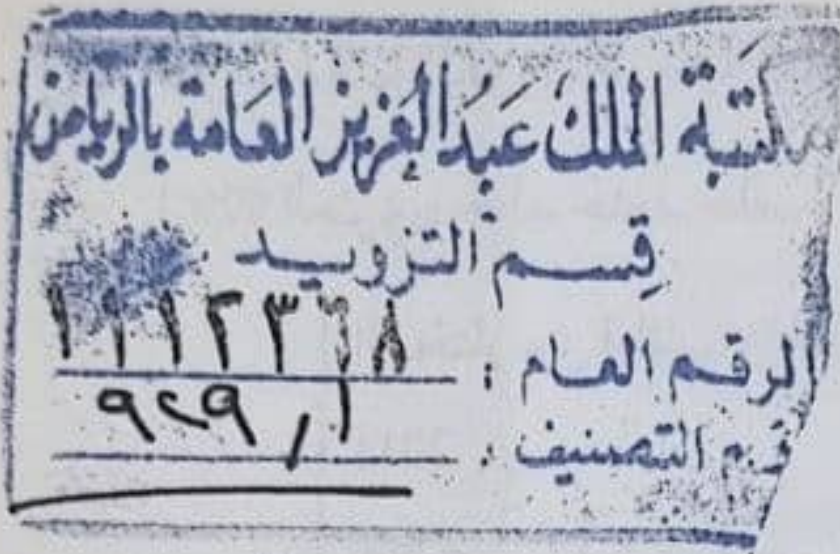 مكتبة الملك عبد العزيز العامة بالرياض
قسم التزويد
الرقم العام : ١١١٢٣٦٨
رقم التصنيف : ٩٢٩,١